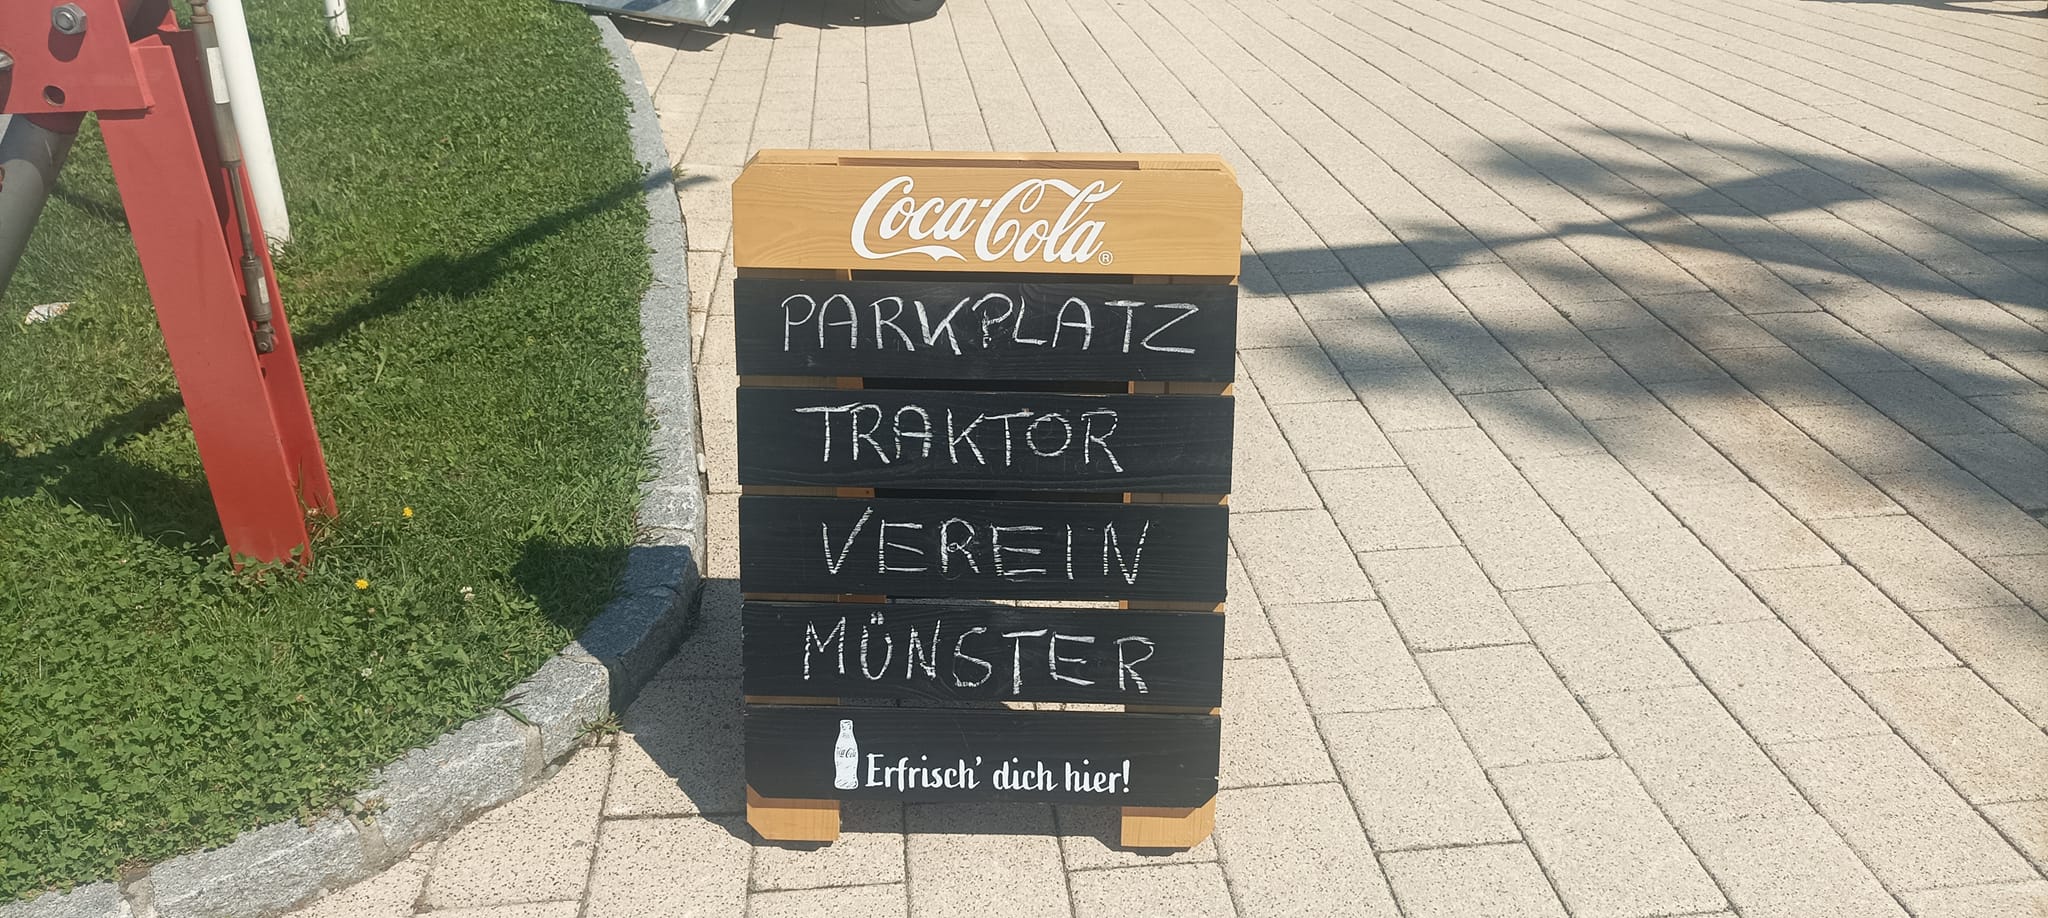 Coca-Cola®
PARKPLATZ
TRAKTOR
VEREIN
MÜNSTER
Erfrisch' dich hier!